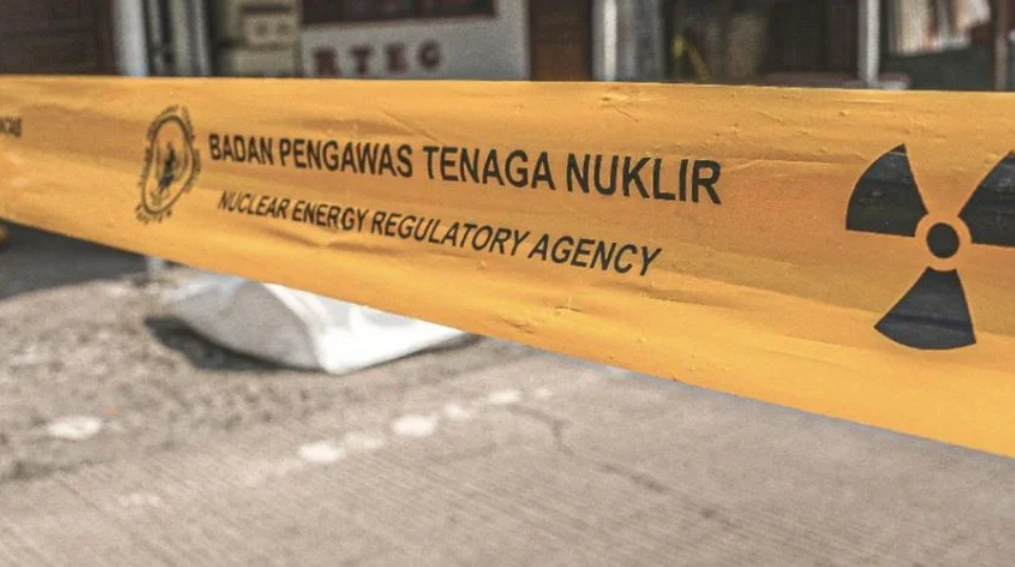 BADAN PENGAWAS TENAGA NUKLIR
NUCLEAR ENERGY REGULATORY AGENCY